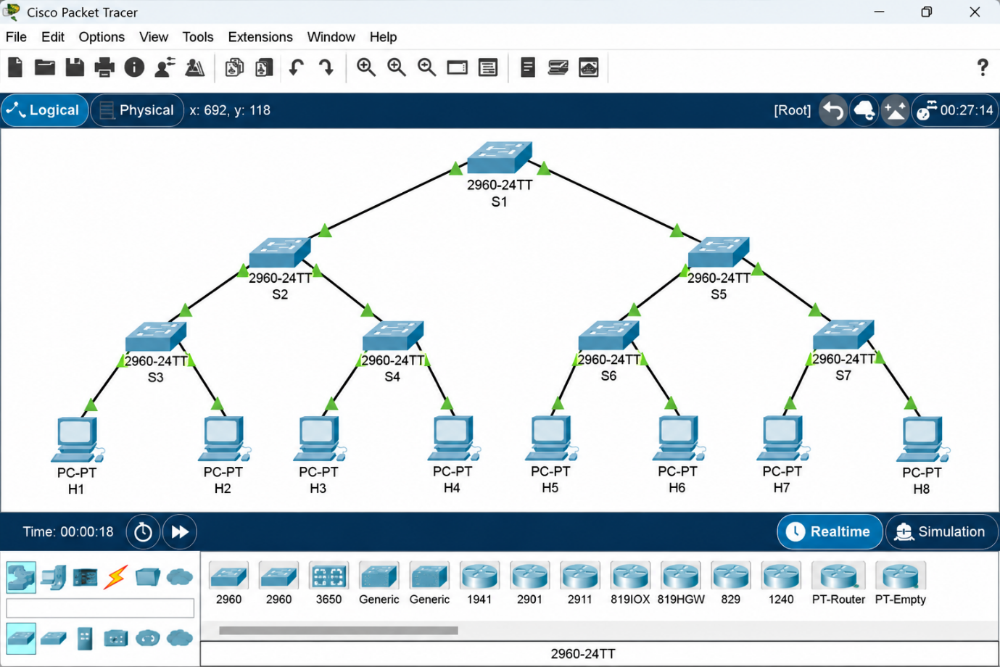 Cisco Packet Tracer
File Edit Options View Tools Extensions Window Help
?
Logical Physical x: 692, y: 118 [Root] 00:27:14
2960-24TT
S1
2960-24TT 2960-24TT
S2 S5
2960-24TT 2960-24TT 2960-24TT 2960-24TT
S3 S4 S6 S7
PC-PT PC-PT PC-PT PC-PT PC-PT PC-PT PC-PT PC-PT
H1 H2 H3 H4 H5 H6 H7 H8
Time: 00:00:18 Realtime Simulation
2960 2960 3650 Generic Generic 1941 2901 2911 819IOX 819HGW 829 1240 PT-Router PT-Empty
2960-24TT